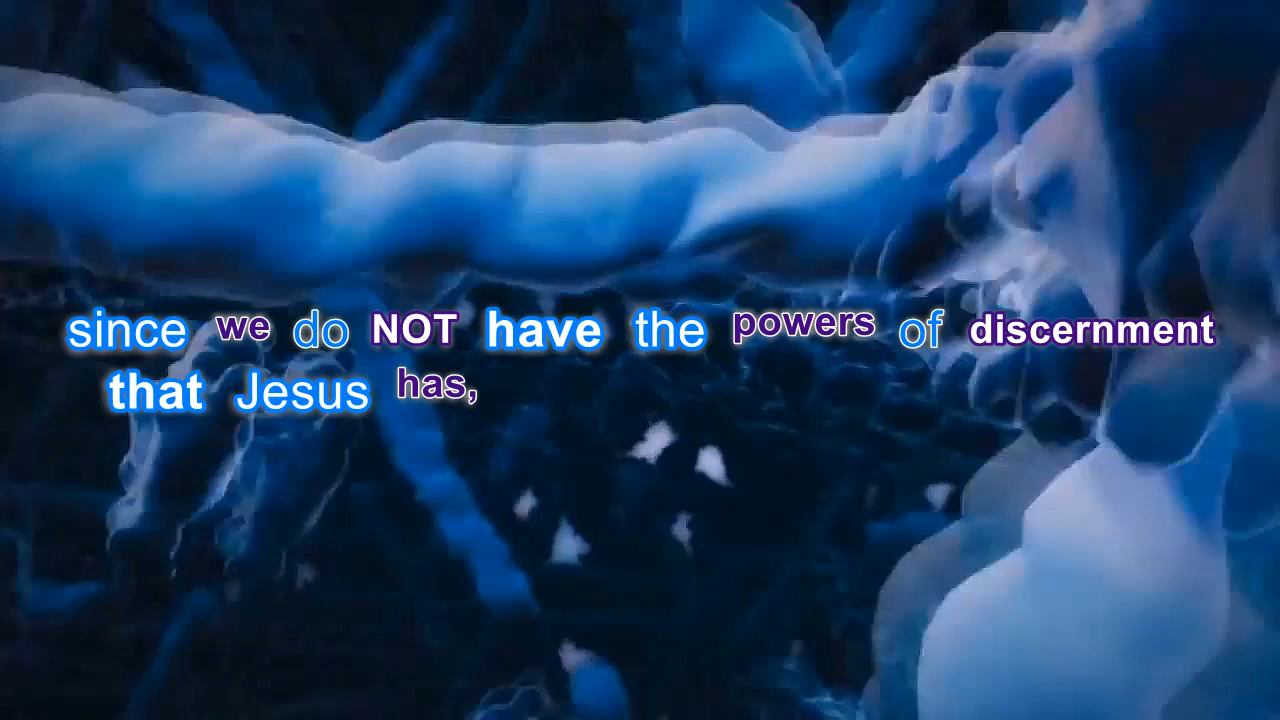 since we do NOT have the powers of discernment
that Jesus has,